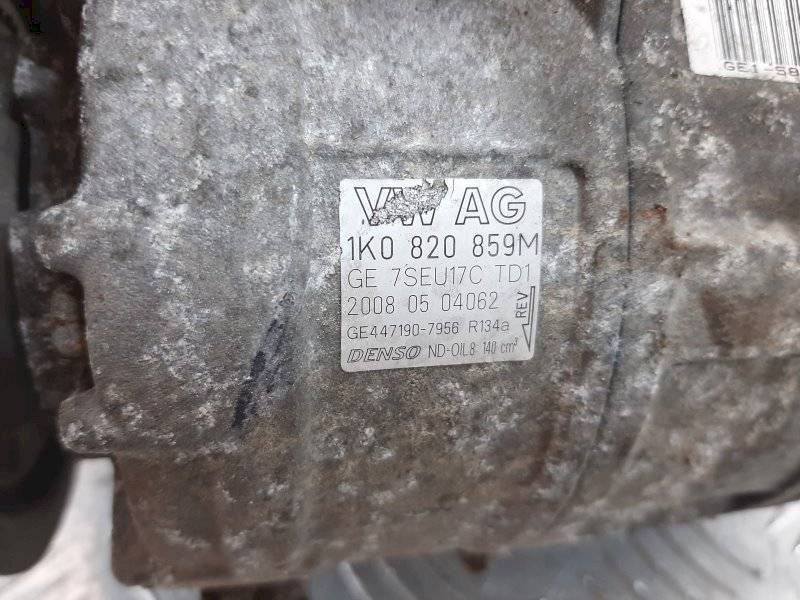 VW AG
1K0 820 859M
GE 7SEU17C TD1
2008 05 04062
GE447190-7956 R134a
DENSO ND-OIL8 140 cm³
REV